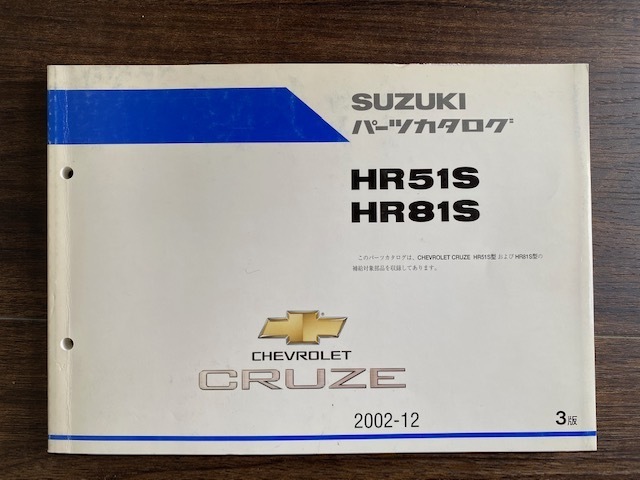 SUZUKI
パーツカタログ
HR51S
HR81S
このパーツカタログは、CHEVROLET CRUZE HR51S型 および HR81S型の
補給対象部品を収録してあります。
CHEVROLET
CRUZE
2002-12
3版